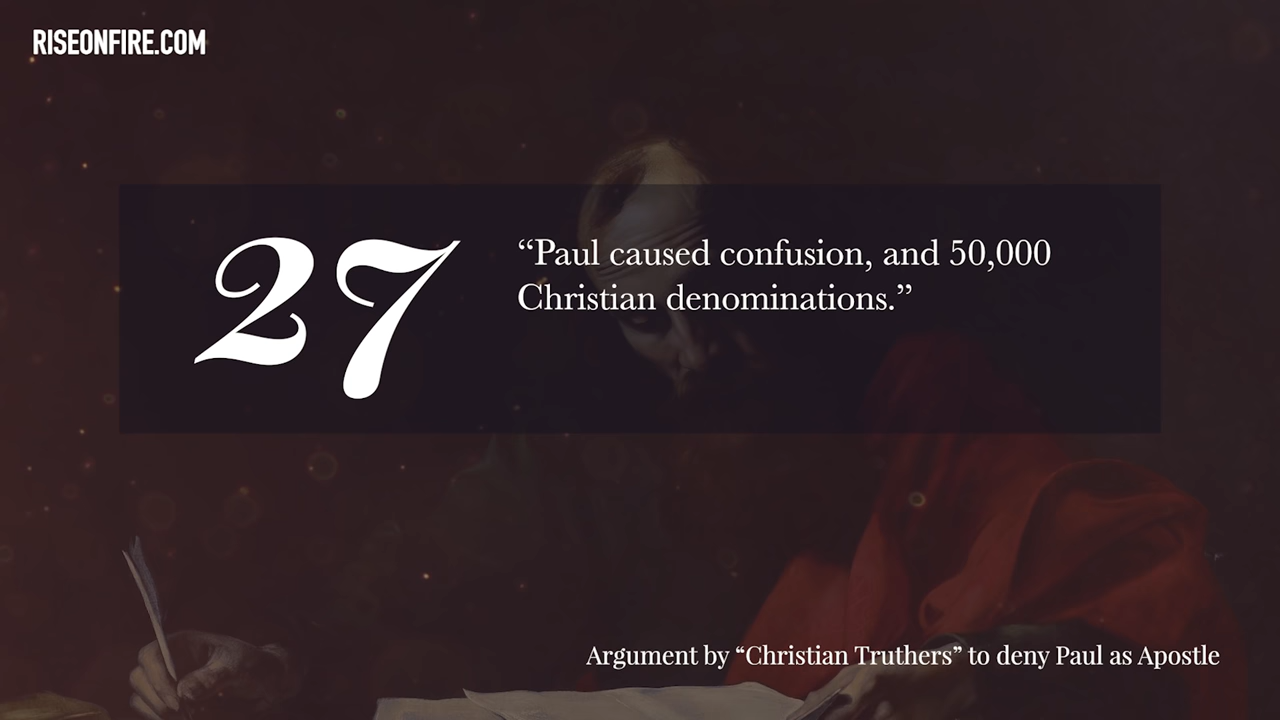 RISEONFIRE.COM
27
“Paul caused confusion, and 50,000
Christian denominations.”
Argument by “Christian Truthers” to deny Paul as Apostle